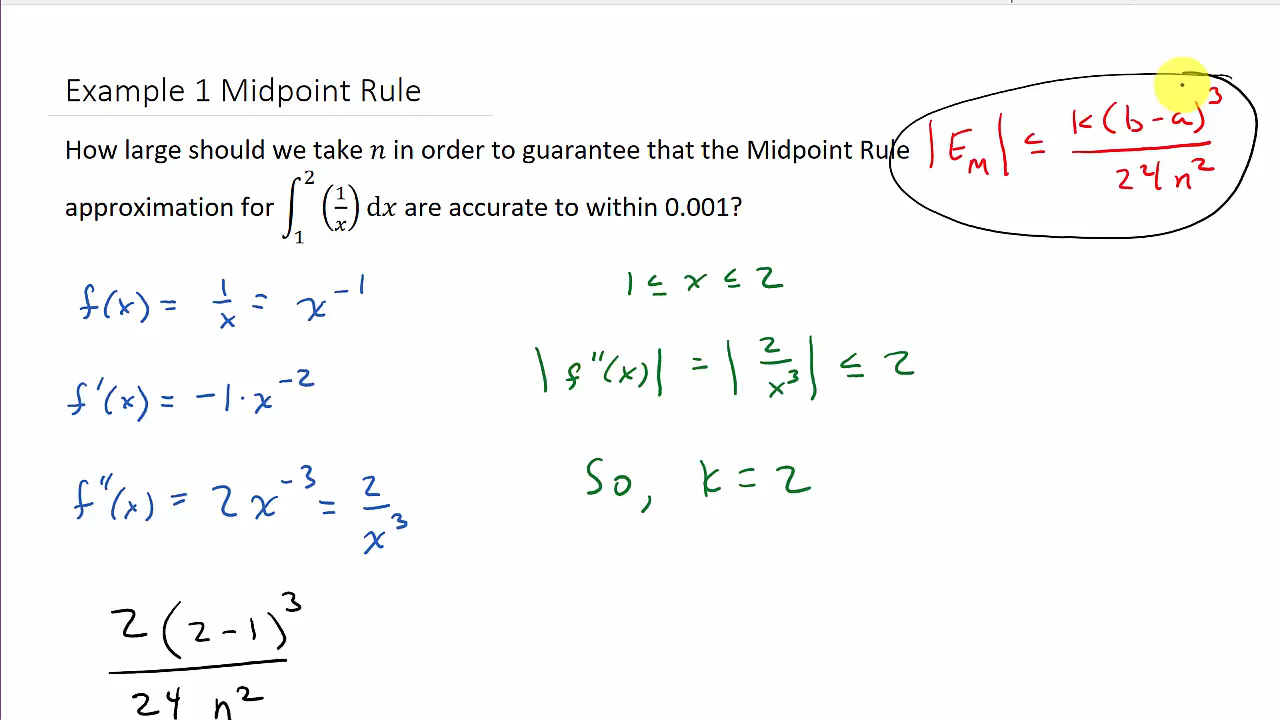 Example 1 Midpoint Rule
How large should we take n in order to guarantee that the Midpoint Rule
approximation for ∫₁² (1/x) dx are accurate to within 0.001?
|E_M| ≤ k(b-a)³ / 24n²
f(x) = 1/x = x⁻¹
1 ≤ x ≤ 2
f'(x) = -1·x⁻²
|f''(x)| = |2/x³| ≤ 2
f''(x) = 2x⁻³ = 2/x³
So, k = 2
2(2-1)³ / 24 n²